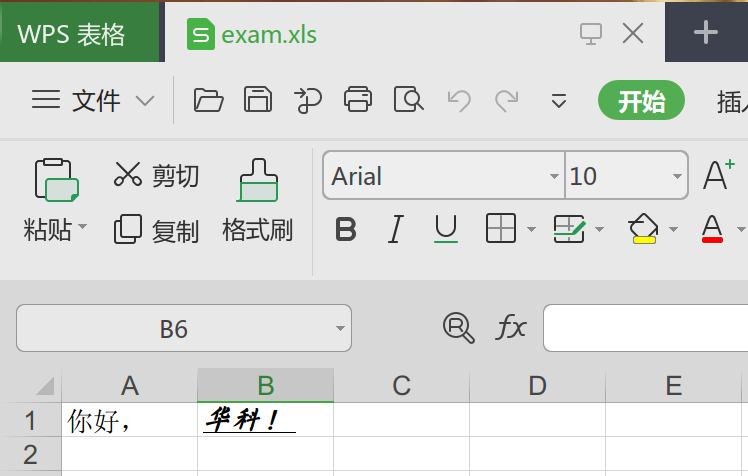 WPS 表格 S exam.xls
文件 开始 插入
剪切 Arial 10 A+
粘贴 复制 格式刷 B I U A
B6 R fx
A B C D E
1 你好， 华科！
2